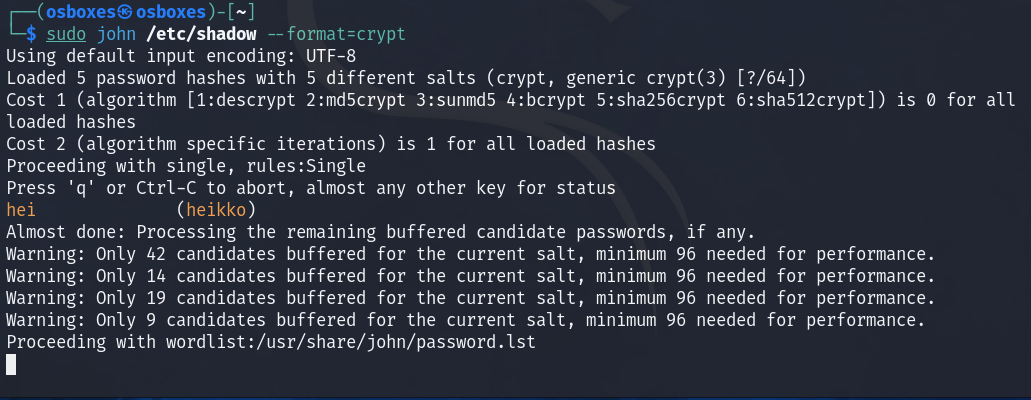 ┌──(osboxes㉿osboxes)-[~]
└─$ sudo john /etc/shadow --format=crypt
Using default input encoding: UTF-8
Loaded 5 password hashes with 5 different salts (crypt, generic crypt(3) [?/64])
Cost 1 (algorithm [1:descrypt 2:md5crypt 3:sunmd5 4:bcrypt 5:sha256crypt 6:sha512crypt]) is 0 for all
loaded hashes
Cost 2 (algorithm specific iterations) is 1 for all loaded hashes
Proceeding with single, rules:Single
Press 'q' or Ctrl-C to abort, almost any other key for status
hei              (heikko)
Almost done: Processing the remaining buffered candidate passwords, if any.
Warning: Only 42 candidates buffered for the current salt, minimum 96 needed for performance.
Warning: Only 14 candidates buffered for the current salt, minimum 96 needed for performance.
Warning: Only 19 candidates buffered for the current salt, minimum 96 needed for performance.
Warning: Only 9 candidates buffered for the current salt, minimum 96 needed for performance.
Proceeding with wordlist:/usr/share/john/password.lst